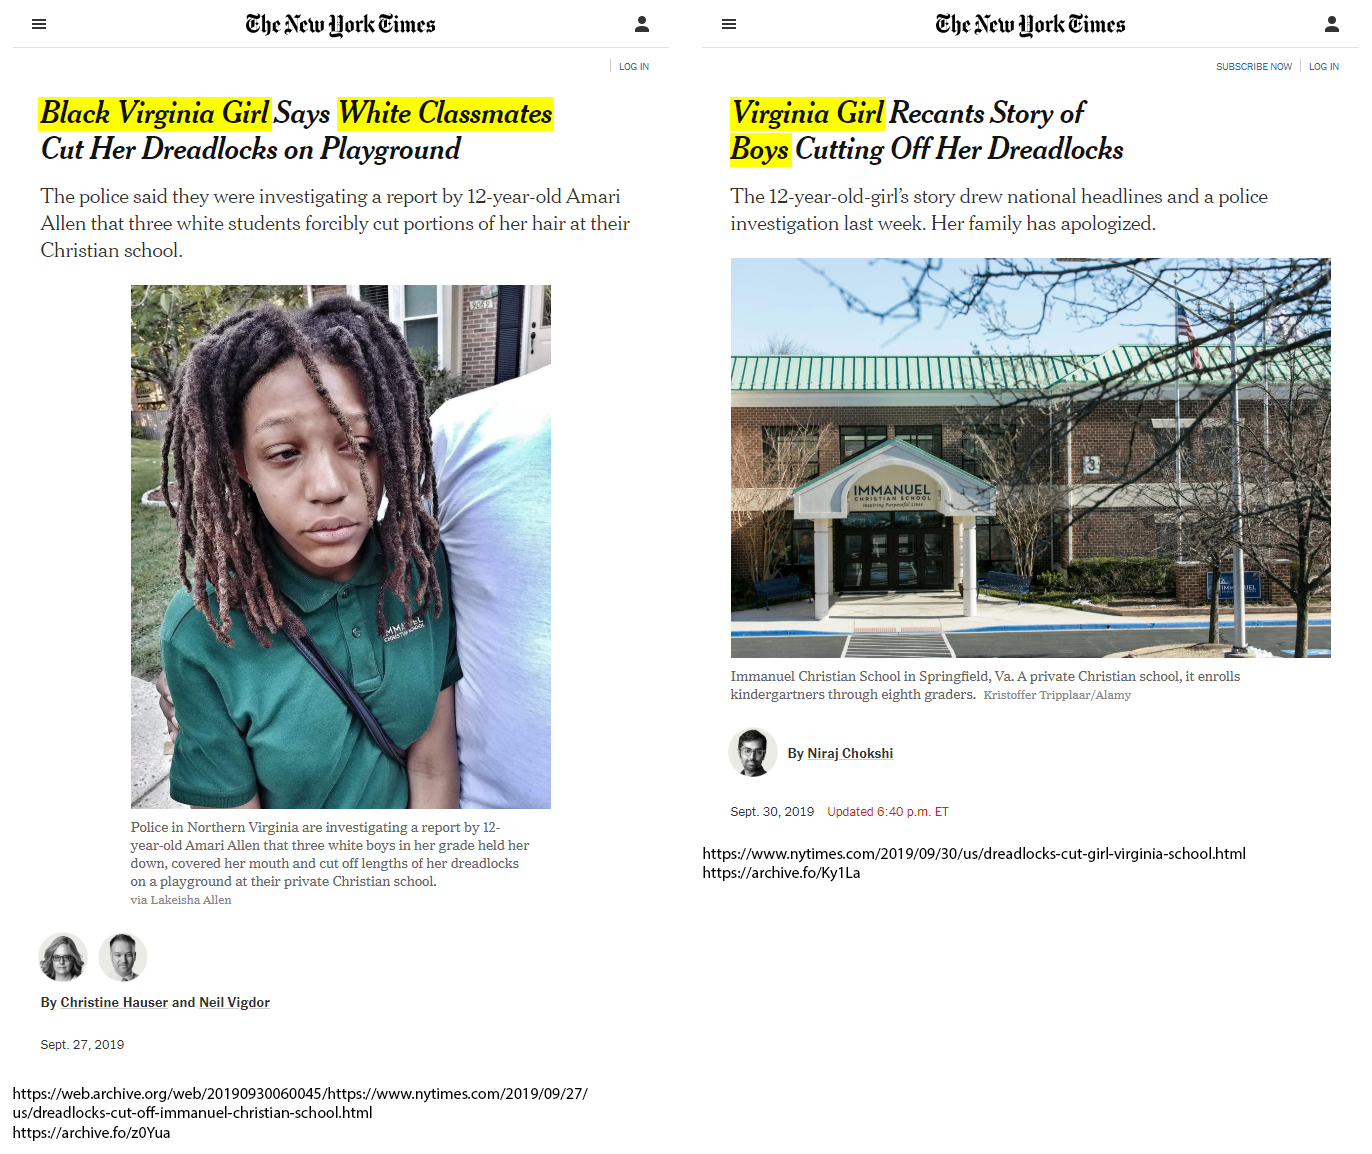 The New York Times
LOG IN
Black Virginia Girl Says White Classmates
Cut Her Dreadlocks on Playground
The police said they were investigating a report by 12-year-old Amari
Allen that three white students forcibly cut portions of her hair at their
Christian school.
9069
IMMANUEL
CHRISTIAN SCHOOL
Police in Northern Virginia are investigating a report by 12-
year-old Amari Allen that three white boys in her grade held her
down, covered her mouth and cut off lengths of her dreadlocks
on a playground at their private Christian school.
via Lakeisha Allen
By Christine Hauser and Neil Vigdor
Sept. 27, 2019
https://web.archive.org/web/20190930060045/https://www.nytimes.com/2019/09/27/
us/dreadlocks-cut-off-immanuel-christian-school.html
https://archive.fo/z0Yua
The New York Times
SUBSCRIBE NOW
LOG IN
Virginia Girl Recants Story of
Boys Cutting Off Her Dreadlocks
The 12-year-old-girl's story drew national headlines and a police
investigation last week. Her family has apologized.
3
IMMANUEL
CHRISTIAN SCHOOL
Inspiring Purposeful Lives
IMMANUEL
Immanuel Christian School in Springfield, Va. A private Christian school, it enrolls
kindergartners through eighth graders. Kristoffer Tripplaar/Alamy
By Niraj Chokshi
Sept. 30, 2019 Updated 6:40 p.m. ET
https://www.nytimes.com/2019/09/30/us/dreadlocks-cut-girl-virginia-school.html
https://archive.fo/Ky1La